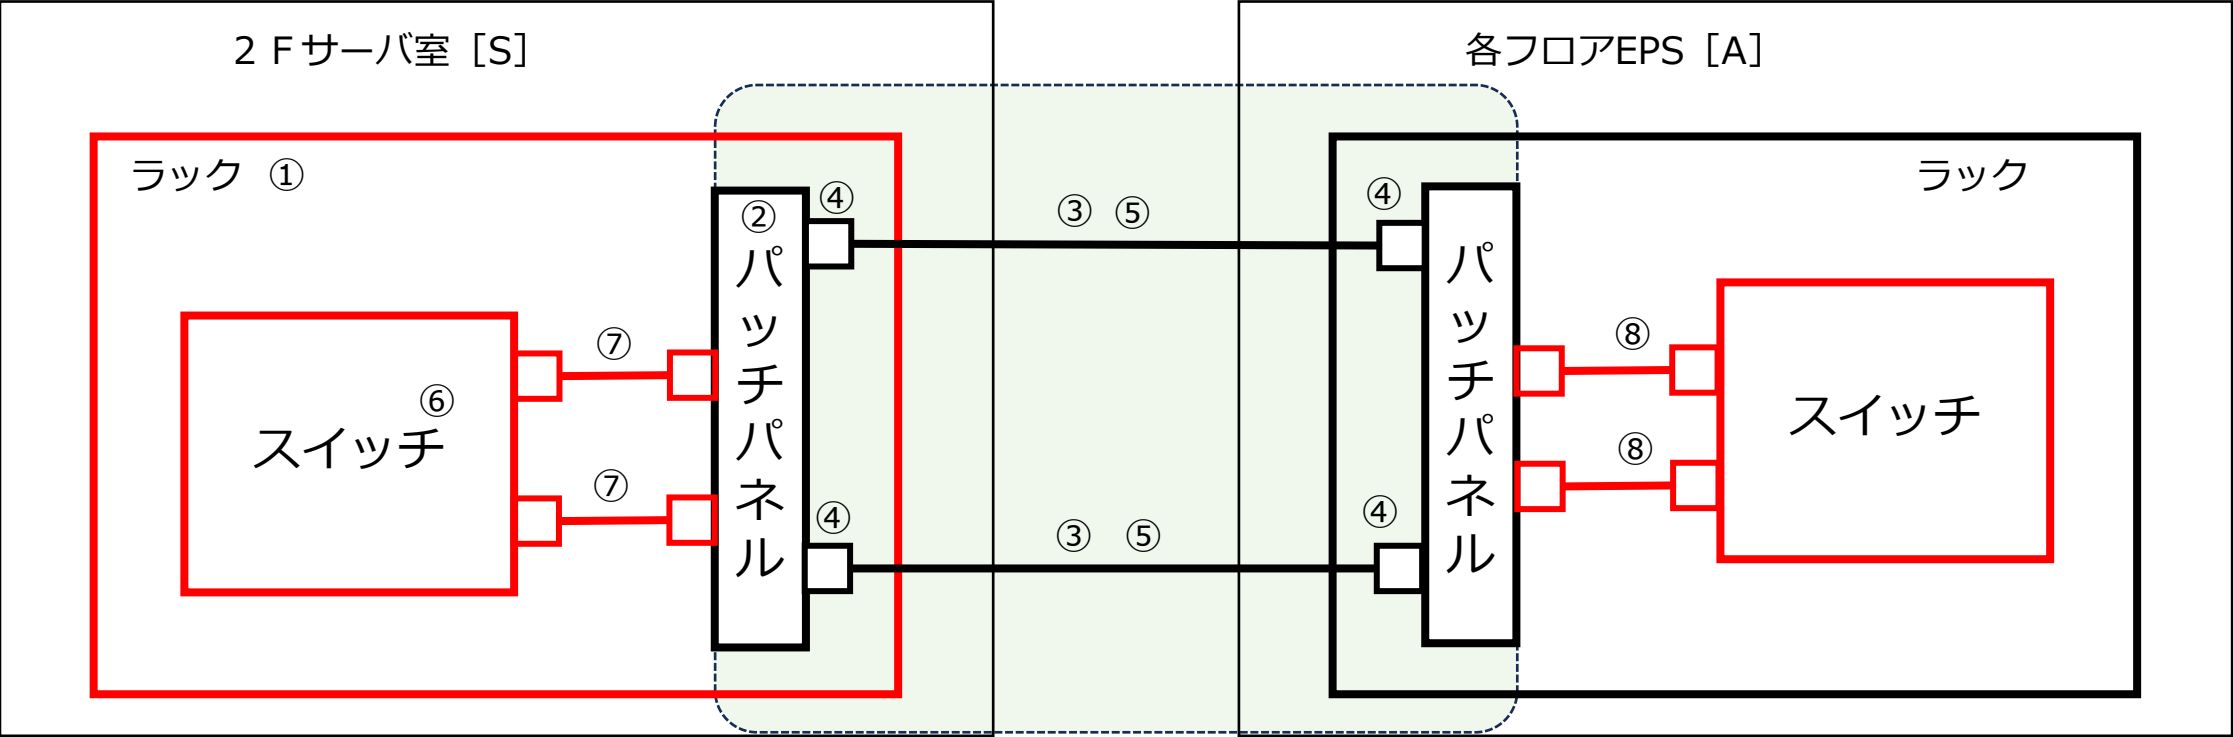 ２Ｆサーバ室［S］
ラック ①
スイッチ ⑥
⑦
⑦
②
パッチパネル
④
④
③ ⑤
③ ⑤
各フロアEPS［A］
ラック
④
④
パッチパネル
⑧
⑧
スイッチ